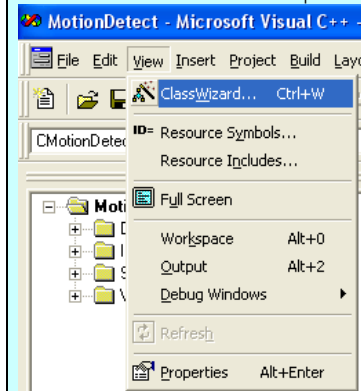 MotionDetect - Microsoft Visual C++ -
File Edit View Insert Project Build
ClassWizard... Ctrl+W
CMotionDetec
ID= Resource Symbols...
Resource Includes...
Full Screen
Moti
Workspace Alt+0
Output Alt+2
Debug Windows
Refresh
Properties Alt+Enter